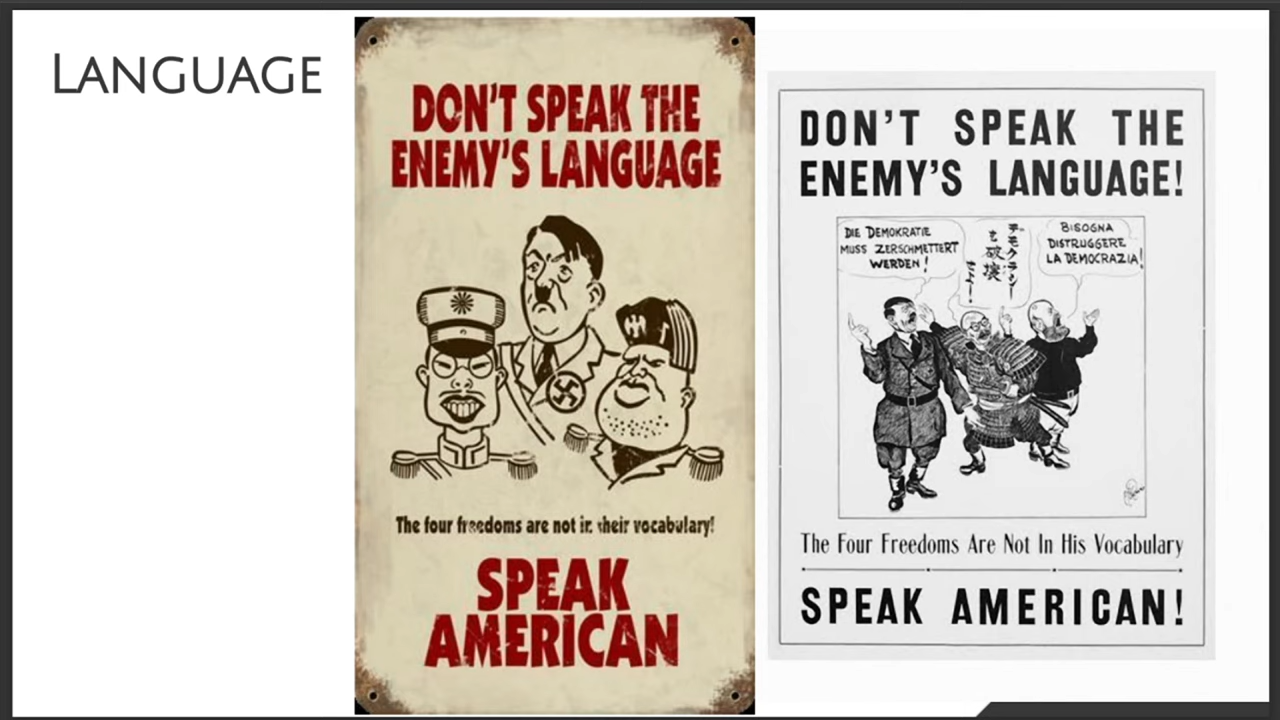 LANGUAGE
DON'T SPEAK THE
ENEMY'S LANGUAGE
The four freedoms are not in their vocabulary!
SPEAK
AMERICAN
DON'T SPEAK THE
ENEMY'S LANGUAGE!
DIE DEMOKRATIE
MUSS ZERSCHMETTERT
WERDEN!
デモクラシー
を破壊
せよー!
BISOGNA
DISTRUGGERE
LA DEMOCRAZIA!
The Four Freedoms Are Not In His Vocabulary
SPEAK AMERICAN!